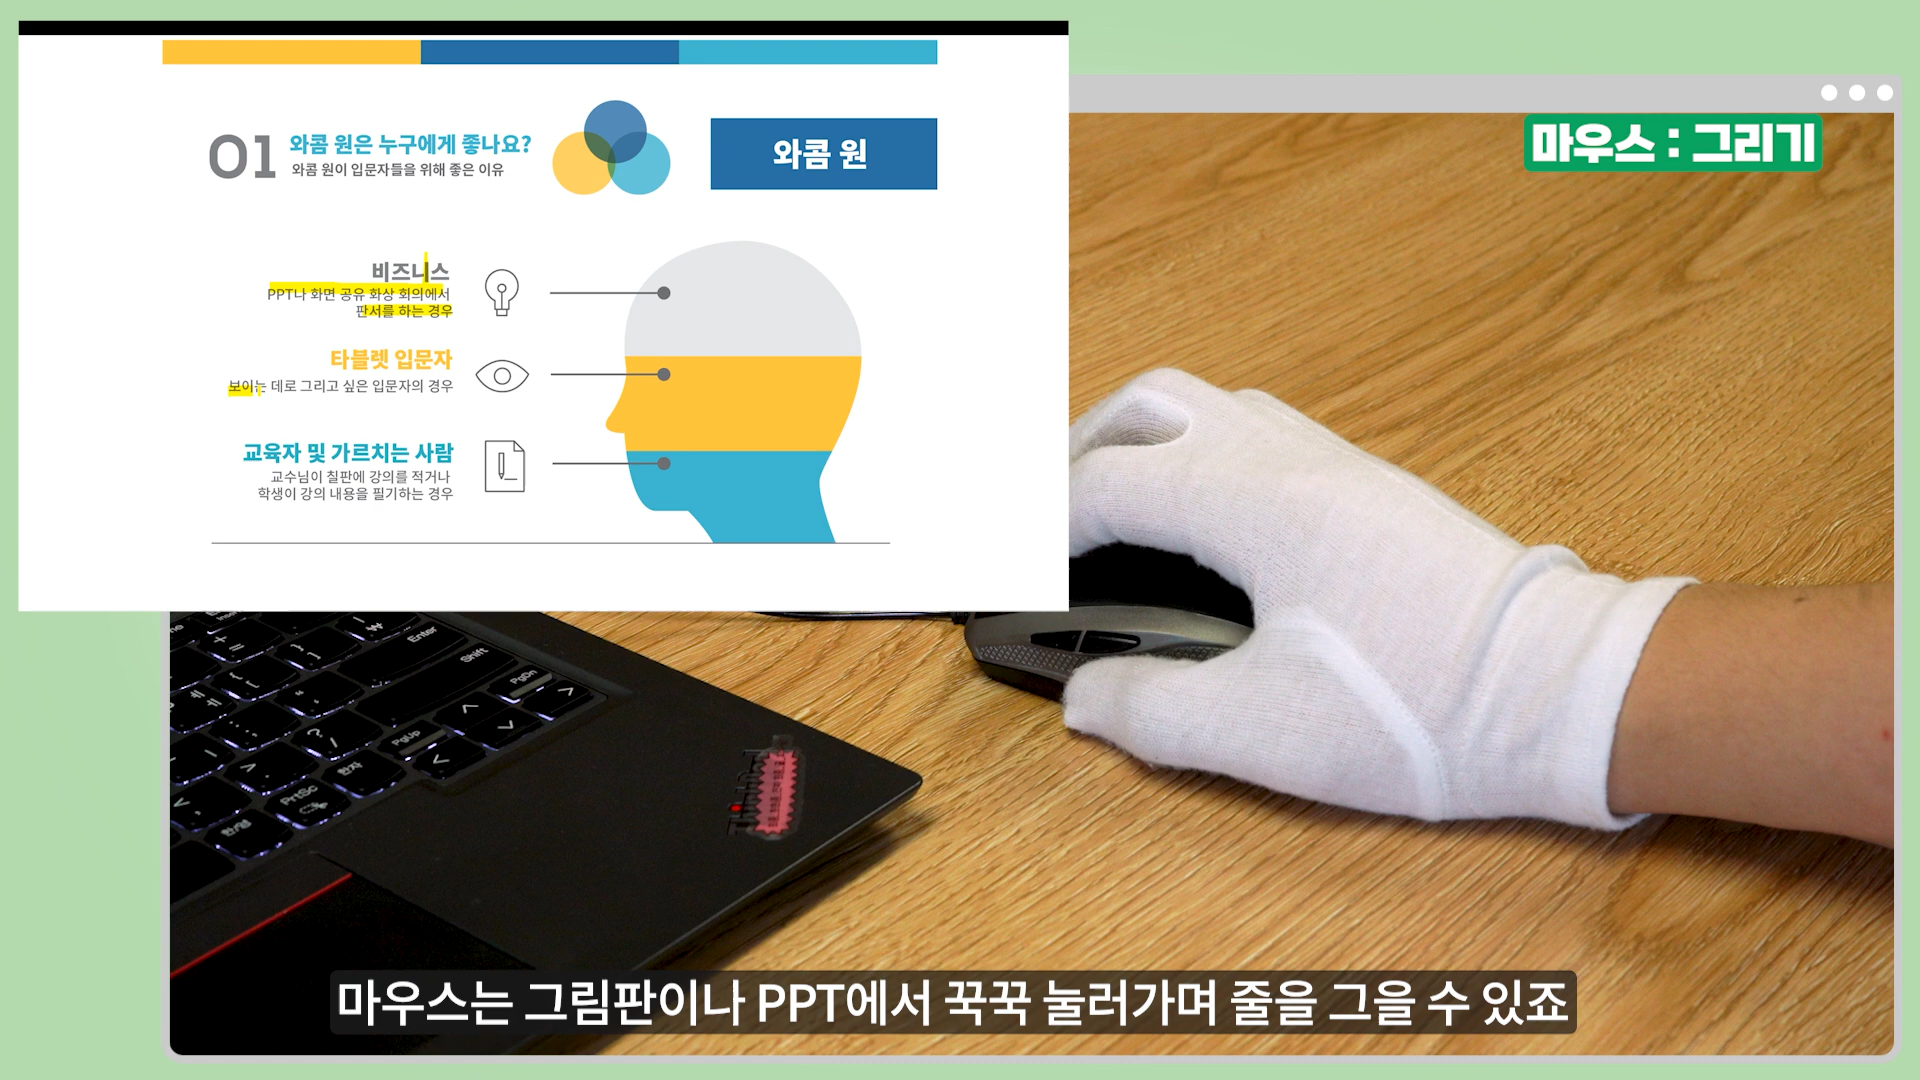 01
와콤 원은 누구에게 좋나요?
와콤 원이 입문자들을 위해 좋은 이유
와콤 원
비즈니스
PPT나 화면 공유 화상 회의에서
판서를 하는 경우
타블렛 입문자
보이는 데로 그리고 싶은 입문자의 경우
교육자 및 가르치는 사람
교수님이 칠판에 강의를 적거나
학생이 강의 내용을 필기하는 경우
마우스 : 그리기
Enter
Shift
PgDn
PgUp
한자
PrtSc
한/영
ThinkPad
마우스는 그림판이나 PPT에서 꾹꾹 눌러가며 줄을 그을 수 있죠